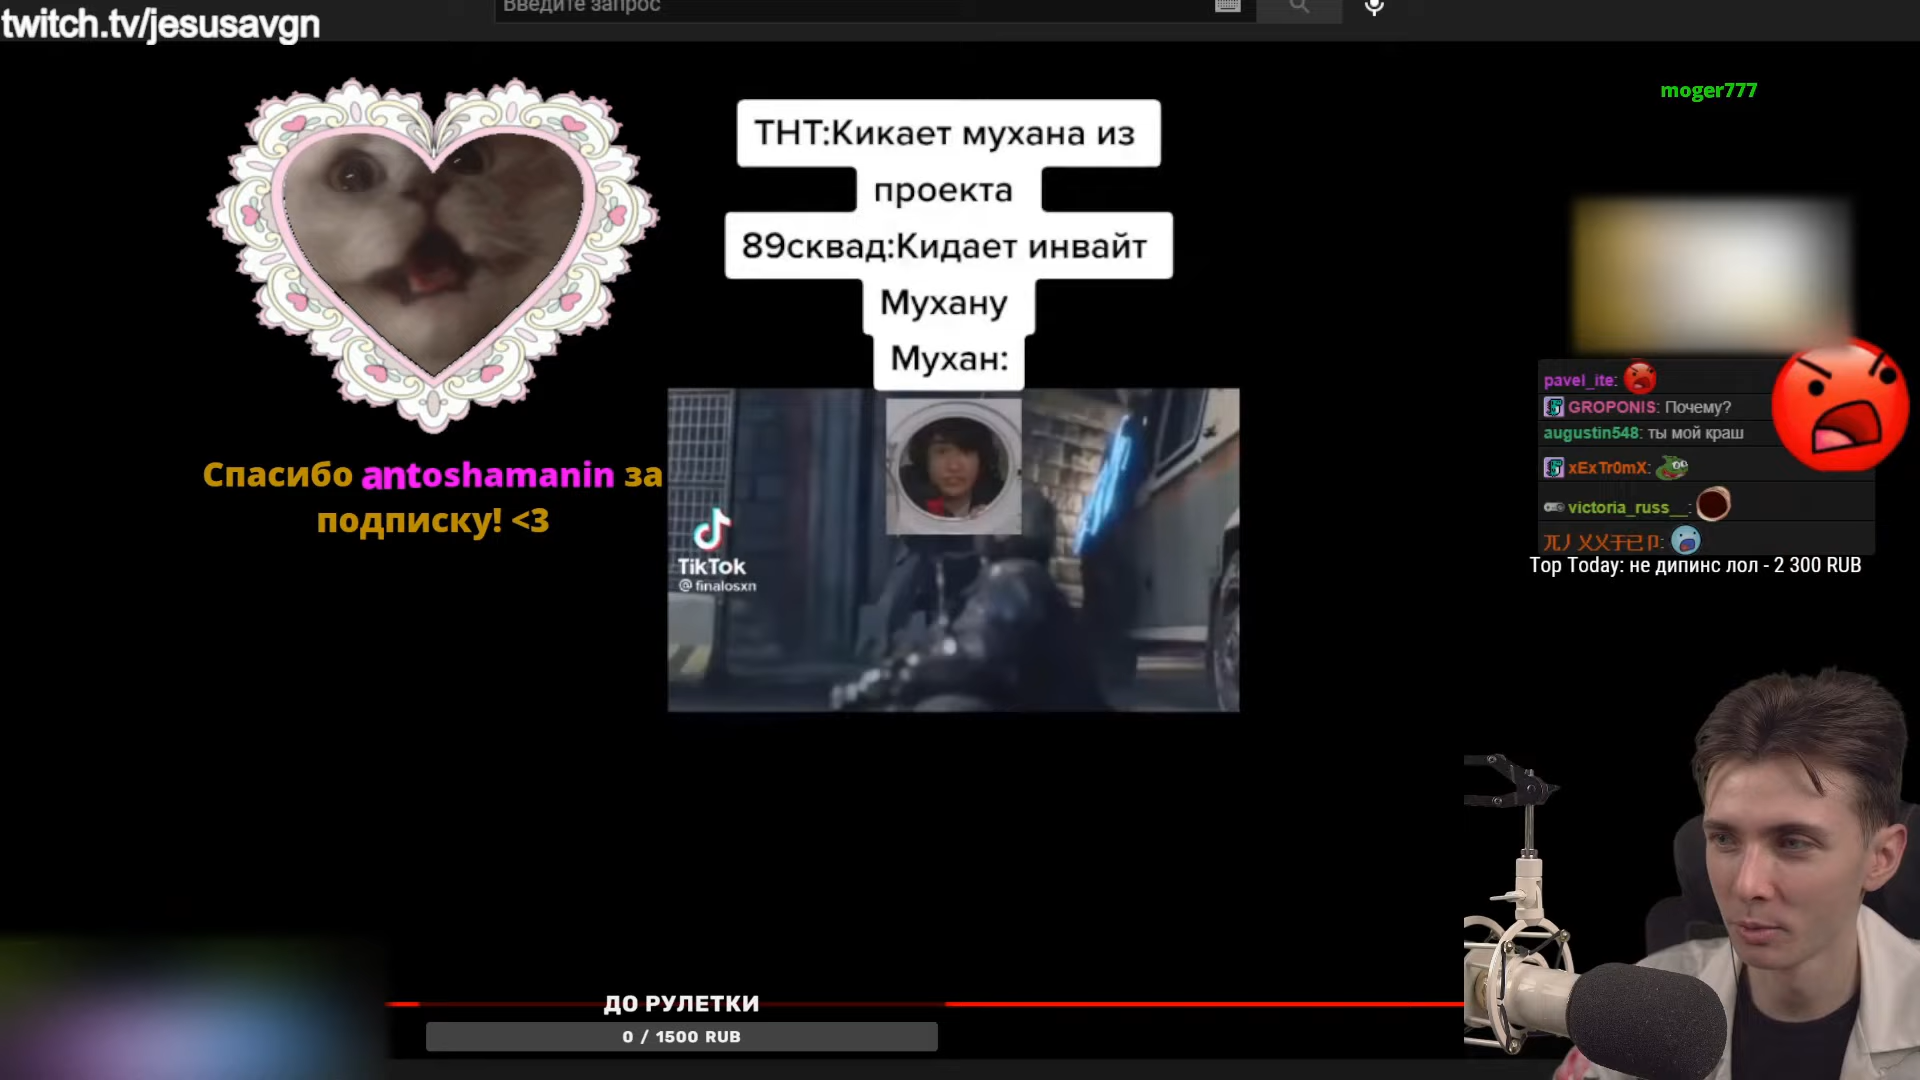 twitch.tv/jesusavgn
Введите запрос
moger777
ТНТ:Кикает мухана из
проекта
89сквад:Кидает инвайт
Мухану
Мухан:
Спасибо antoshamanin за
подписку! <3
TikTok
@finalosxn
pavel_ite:
GROPONIS: Почему?
augustin548: ты мой краш
xExTr0mX:
victoria_russ__:
Top Today: не дипинс лол - 2 300 RUB
ДО РУЛЕТКИ
0 / 1500 RUB